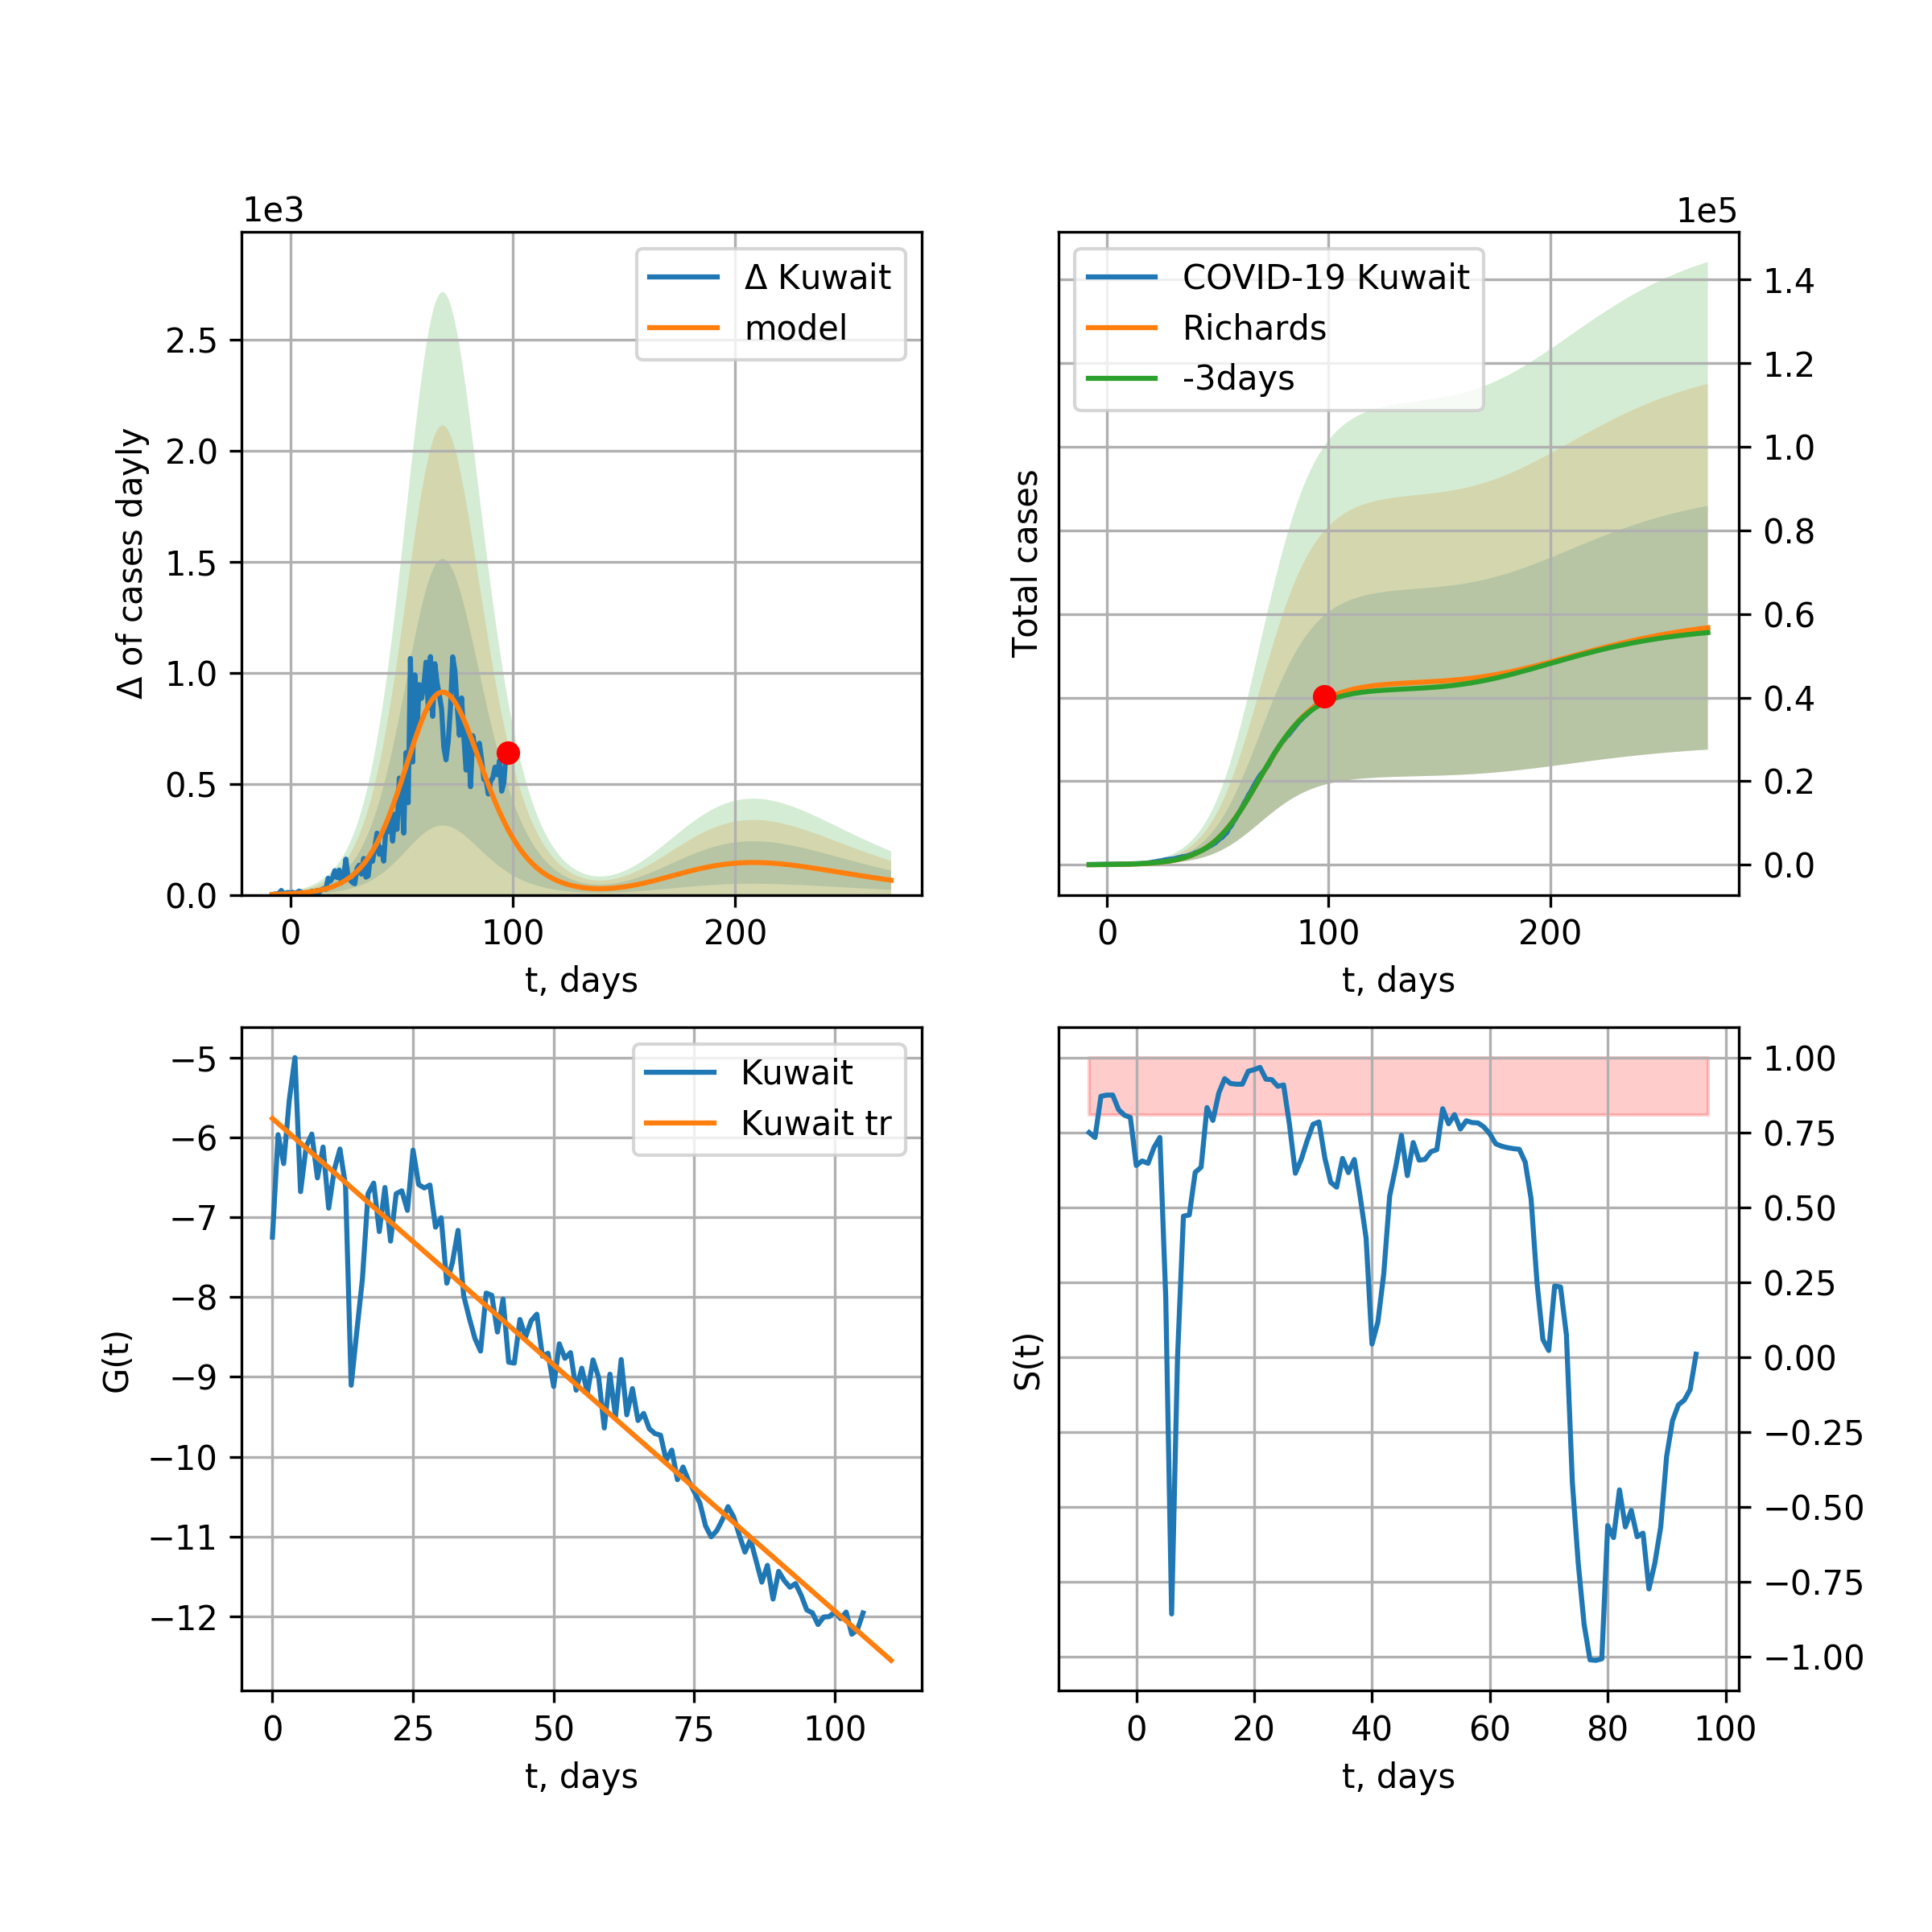 1e3
Δ of cases dayly
2.5
2.0
1.5
1.0
0.5
0.0
0 100 200
t, days
Δ Kuwait
model
1e5
Total cases
COVID-19 Kuwait
Richards
-3days
1.4
1.2
1.0
0.8
0.6
0.4
0.2
0.0
0 100 200
t, days
G(t)
−5
−6
−7
−8
−9
−10
−11
−12
0 25 50 75 100
t, days
Kuwait
Kuwait tr
S(t)
1.00
0.75
0.50
0.25
0.00
−0.25
−0.50
−0.75
−1.00
0 20 40 60 80 100
t, days